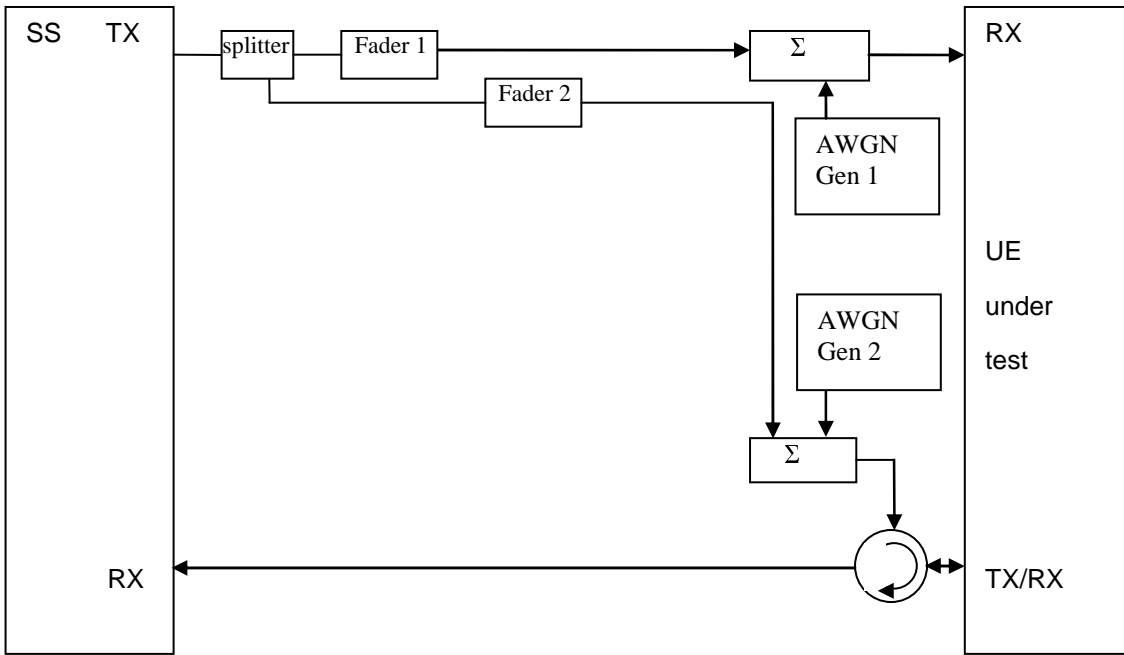 SS TX
splitter
Fader 1
Σ
RX
Fader 2
AWGN
Gen 1
UE
under
test
AWGN
Gen 2
Σ
RX
TX/RX